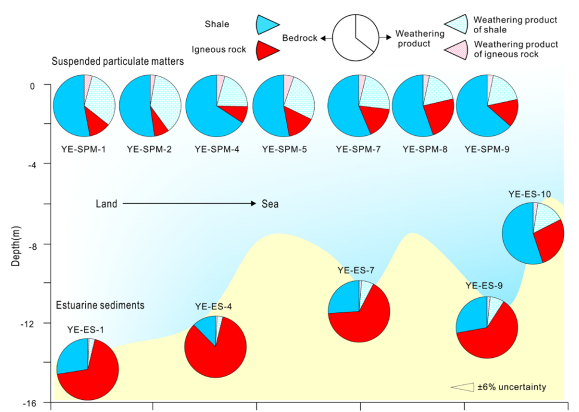 Shale
Igneous rock
Bedrock
Weathering
product
Weathering product
of shale
Weathering product
of igneous rock
Suspended particulate matters
0
YE-SPM-1
YE-SPM-2
YE-SPM-4
YE-SPM-5
YE-SPM-7
YE-SPM-8
YE-SPM-9
-4
Land
Sea
YE-ES-10
Depth(m)
-8
YE-ES-7
YE-ES-9
Estuarine sediments
YE-ES-4
-12
YE-ES-1
±6% uncertainty
-16